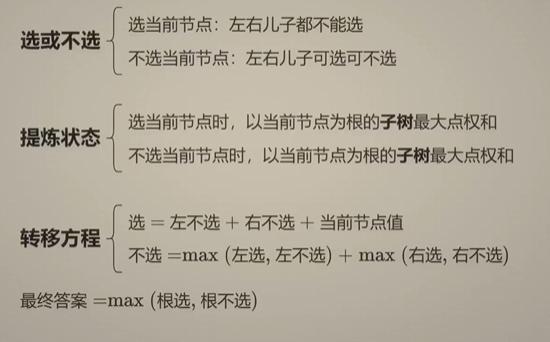 选或不选
选当前节点：左右儿子都不能选
不选当前节点：左右儿子可选可不选
提炼状态
选当前节点时，以当前节点为根的子树最大点权和
不选当前节点时，以当前节点为根的子树最大点权和
转移方程
选 = 左不选 + 右不选 + 当前节点值
不选 =max (左选, 左不选) + max (右选, 右不选)
最终答案 =max (根选, 根不选)